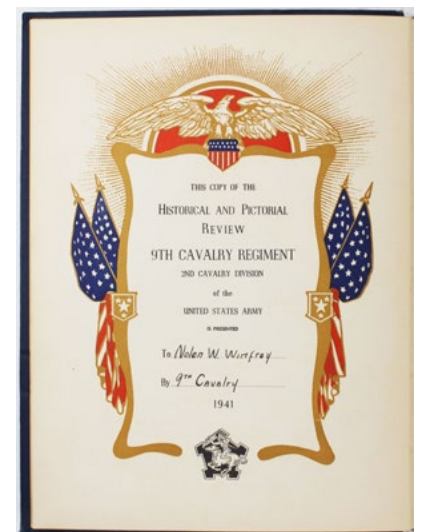 THIS COPY OF THE
HISTORICAL AND PICTORIAL
REVIEW
9TH CAVALRY REGIMENT
2ND CAVALRY DIVISION
of the
UNITED STATES ARMY
IS PRESENTED
To Nolen W. Winfrey
By 9TH Cavalry
1941